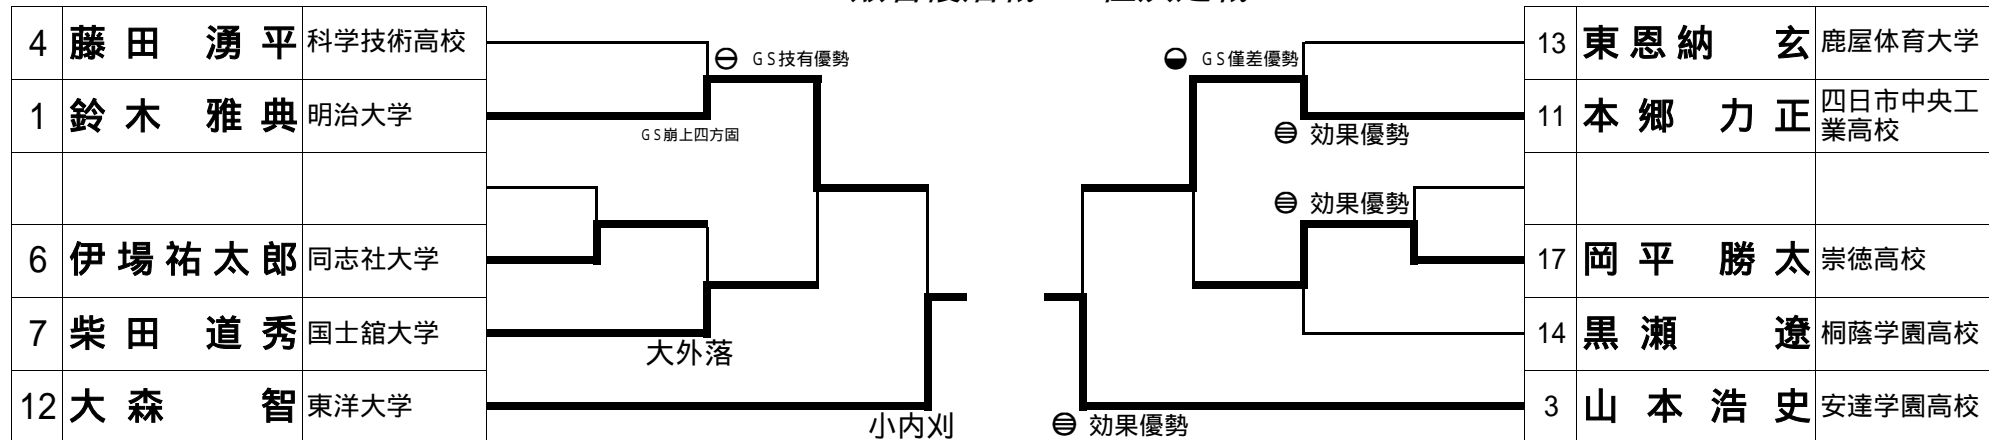 4 藤田 湧平 科学技術高校
1 鈴木 雅典 明治大学
6 伊場祐太郎 同志社大学
7 柴田 道秀 国士舘大学
12 大森 智 東洋大学
GS技有優勢
GS崩上四方固
大外落
小内刈
GS僅差優勢
効果優勢
効果優勢
効果優勢
13 東恩納 玄 鹿屋体育大学
11 本郷 力正 四日市中央工
業高校
17 岡平 勝太 崇徳高校
14 黒瀬 遼 桐蔭学園高校
3 山本浩史 安達学園高校